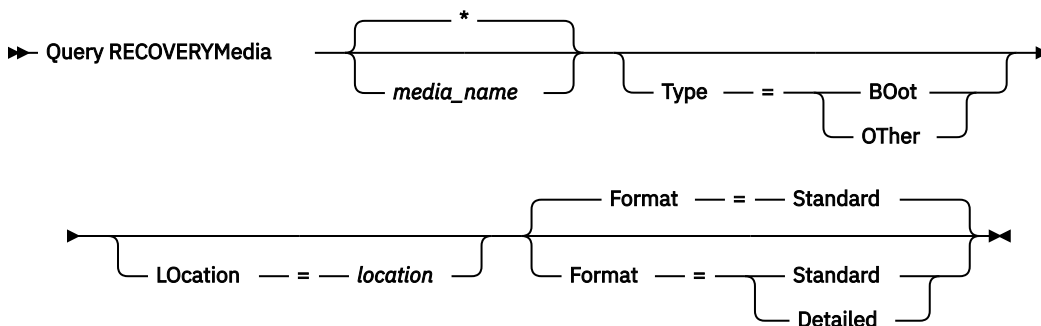 *
Query RECOVERYMedia
media_name
Type = BOot
OTher
Format = Standard
LOcation = location
Format = Standard
Detailed